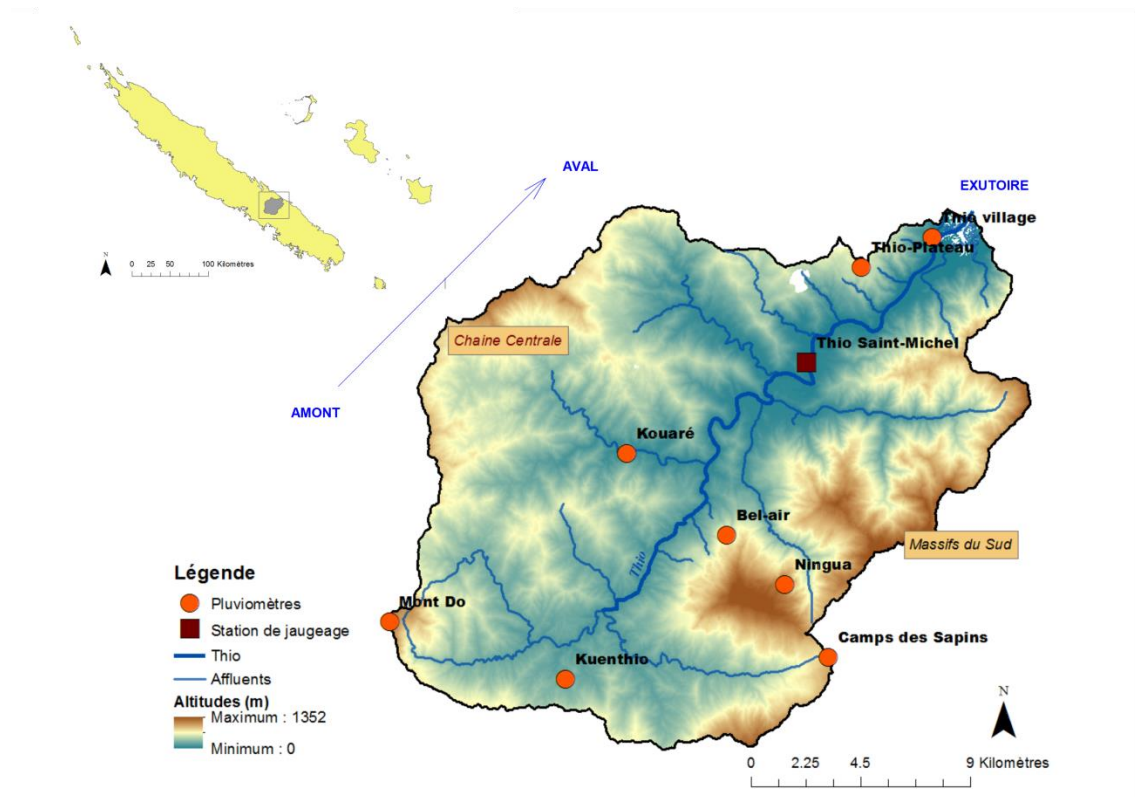 N
0 25 50 100 Kilomètres
AVAL
AMONT
EXUTOIRE
Thio village
Thio-Plateau
Chaine Centrale
Thio Saint-Michel
Kouaré
Bel-air
Massifs du Sud
Ningua
Thio
Mont Do
Camps des Sapins
Kuenthio
Légende
Pluviomètres
Station de jaugeage
Thio
Affluents
Altitudes (m)
Maximum : 1352
Minimum : 0
N
0 2.25 4.5 9 Kilomètres